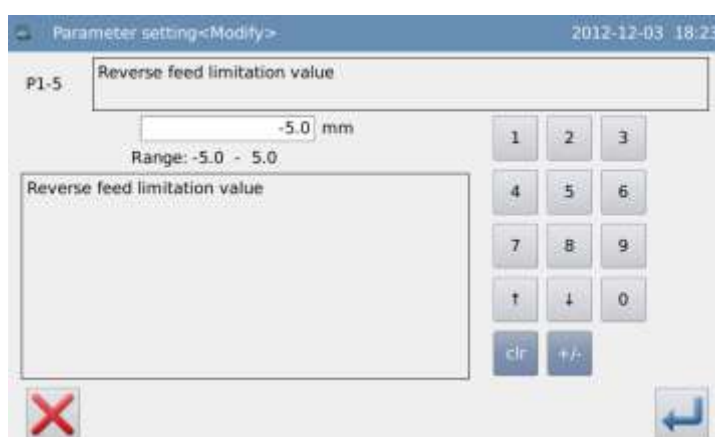 Parameter setting<Modify>
2012-12-03 18:23
P1-5
Reverse feed limitation value
-5.0 mm
Range: -5.0 - 5.0
Reverse feed limitation value
1 2 3
4 5 6
7 8 9
↑ ↓ 0
clr +/-